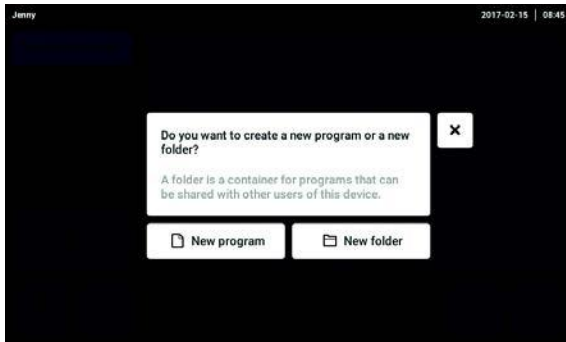 Jenny
2017-02-15 | 08:45
Do you want to create a new program or a new
folder?
A folder is a container for programs that can
be shared with other users of this device.
New program
New folder